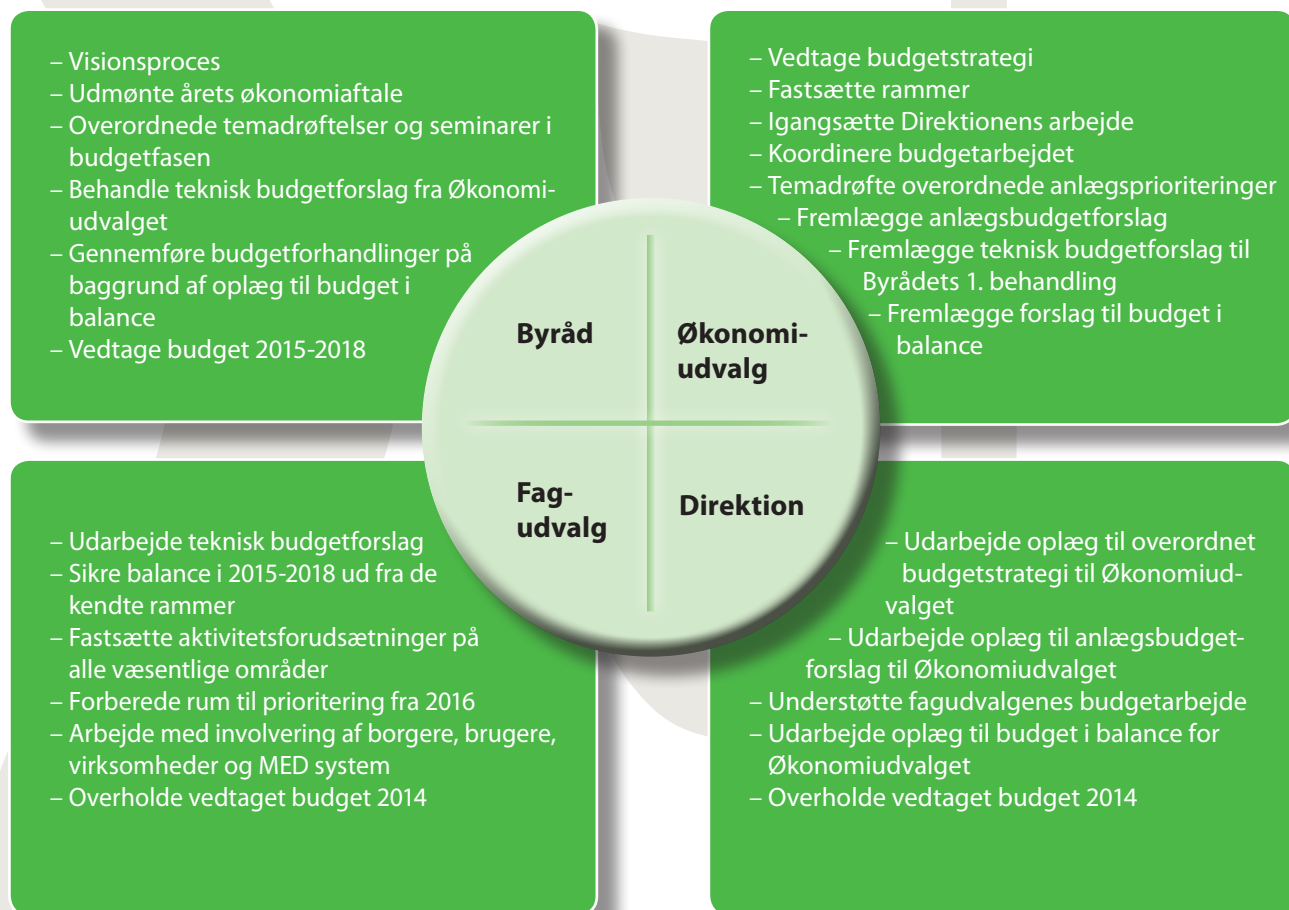 – Visionsproces
– Udmønte årets økonomiaftale
– Overordnede temadrøftelser og seminarer i
budgetfasen
– Behandle teknisk budgetforslag fra Økonomi-
udvalget
– Gennemføre budgetforhandlinger på
baggrund af oplæg til budget i
balance
– Vedtage budget 2015-2018
– Vedtage budgetstrategi
– Fastsætte rammer
– Igangsætte Direktionens arbejde
– Koordinere budgetarbejdet
– Temadrøfte overordnede anlægsprioriteringer
– Fremlægge anlægsbudgetforslag
– Fremlægge teknisk budgetforslag til
Byrådets 1. behandling
– Fremlægge forslag til budget i
balance
Byråd
Økonomi-
udvalg
Fag-
udvalg
Direktion
– Udarbejde teknisk budgetforslag
– Sikre balance i 2015-2018 ud fra de
kendte rammer
– Fastsætte aktivitetsforudsætninger på
alle væsentlige områder
– Forberede rum til prioritering fra 2016
– Arbejde med involvering af borgere, brugere,
virksomheder og MED system
– Overholde vedtaget budget 2014
– Udarbejde oplæg til overordnet
budgetstrategi til Økonomiud-
valget
– Udarbejde oplæg til anlægsbudget-
forslag til Økonomiudvalget
– Understøtte fagudvalgenes budgetarbejde
– Udarbejde oplæg til budget i balance for
Økonomiudvalget
– Overholde vedtaget budget 2014